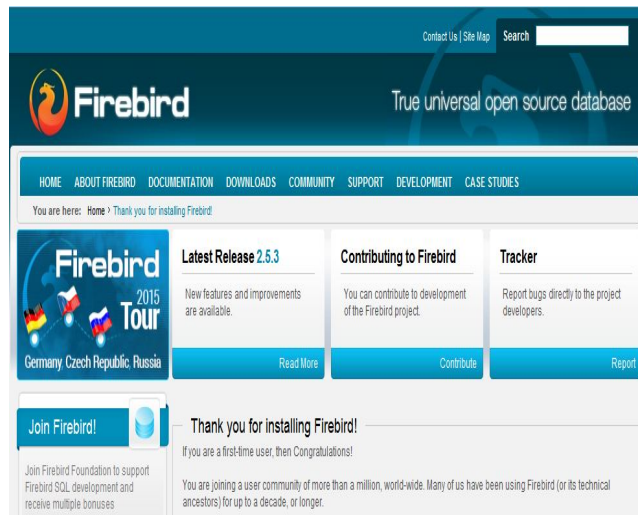 Contact Us | Site Map Search
Firebird
True universal open source database
HOME ABOUT FIREBIRD DOCUMENTATION DOWNLOADS COMMUNITY SUPPORT DEVELOPMENT CASE STUDIES
You are here: Home › Thank you for installing Firebird!
Firebird
2015
Tour
Germany, Czech Republic, Russia
Latest Release 2.5.3
New features and improvements
are available.
Read More
Contributing to Firebird
You can contribute to development
of the Firebird project.
Contribute
Tracker
Report bugs directly to the project
developers.
Report
Join Firebird!
Join Firebird Foundation to support
Firebird SQL development and
receive multiple bonuses
Thank you for installing Firebird!
If you are a first-time user, then Congratulations!
You are joining a user community of more than a million, world-wide. Many of us have been using Firebird (or its technical
ancestors) for up to a decade, or longer.